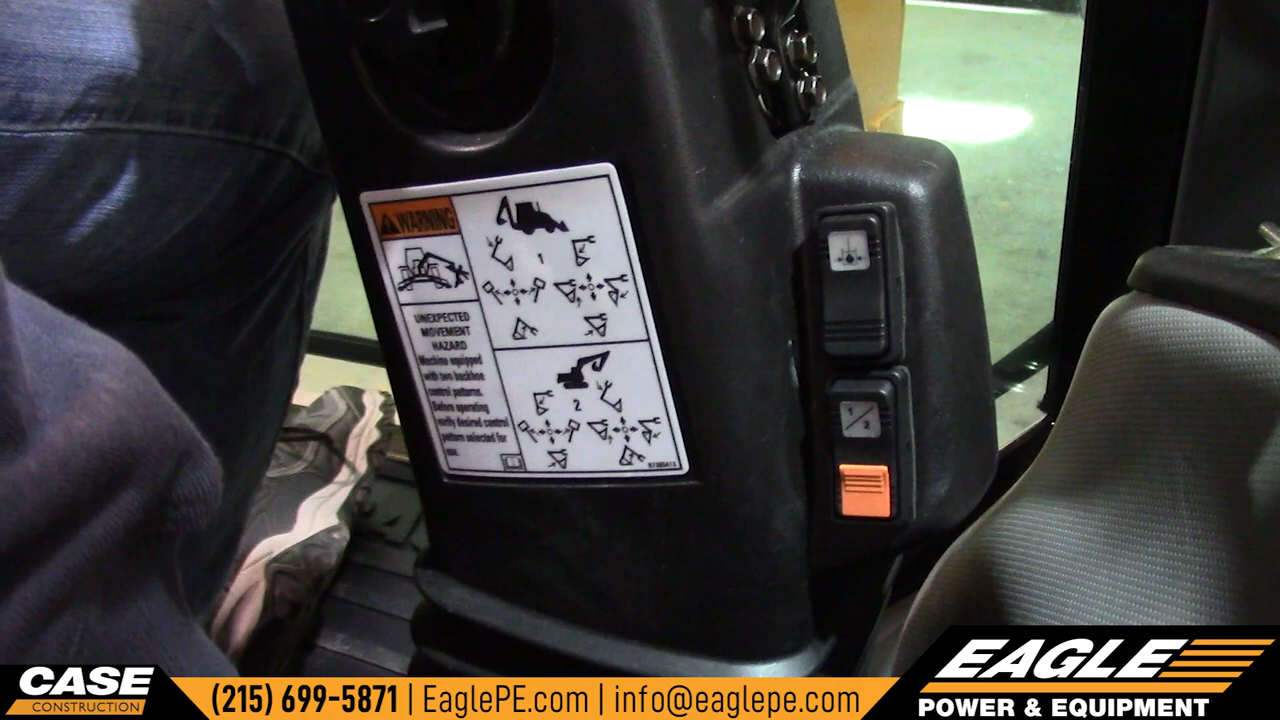 WARNING
UNEXPECTED
MOVEMENT
HAZARD
Machine equipped
with two backhoe
control patterns.
Before operating
verify desired control
pattern selected for
use.
1
2
1/2
CASE
CONSTRUCTION
(215) 699-5871 | EaglePE.com | info@eaglepe.com
EAGLE
POWER & EQUIPMENT